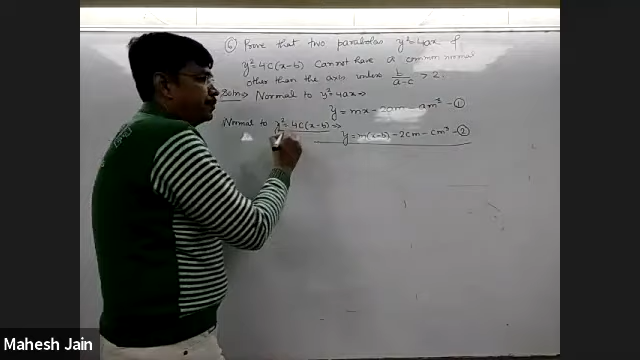 ⑥ Prove that two parabolas y²=4ax &
y²=4c(x-b) cannot have a common normal
other than the axis unless b/(a-c) > 2.
Soln→ Normal to y²=4ax→
y=mx-2am-am³ -①
Normal to y²=4c(x-b)⇒
y=m(x-b)-2cm-cm³ -②
Mahesh Jain